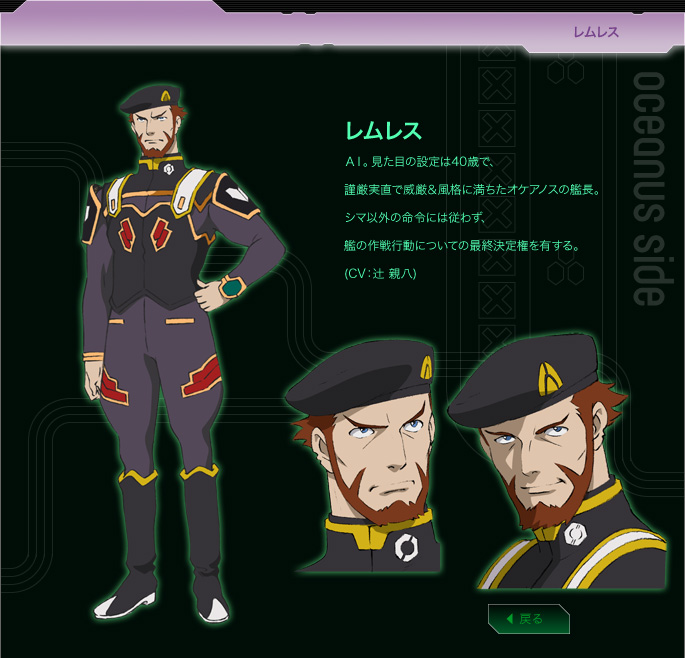 レムレス
oceanus side
レムレス
AI。見た目の設定は40歳で、
謹厳実直で威厳&風格に満ちたオケアノスの艦長。
シマ以外の命令には従わず、
艦の作戦行動についての最終決定権を有する。
(CV:辻 親八)
戻る